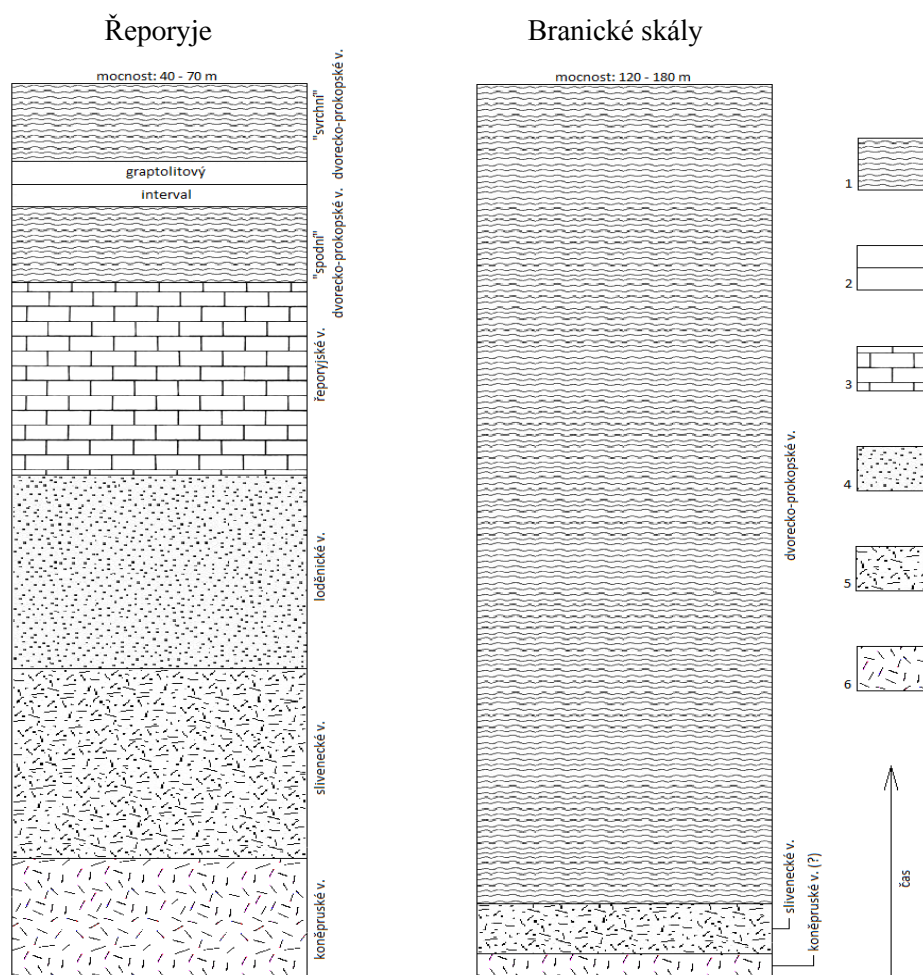 Řeporyje
mocnost: 40 - 70 m
"svrchní"
dvorecko-prokopské v.
graptolitový
interval
"spodní"
dvorecko-prokopské v.
řeporyjské v.
loděnické v.
slivenecké v.
koněpruské v.
Branické skály
mocnost: 120 - 180 m
dvorecko-prokopské v.
slivenecké v.
koněpruské v. (?)
1
2
3
4
5
6
čas